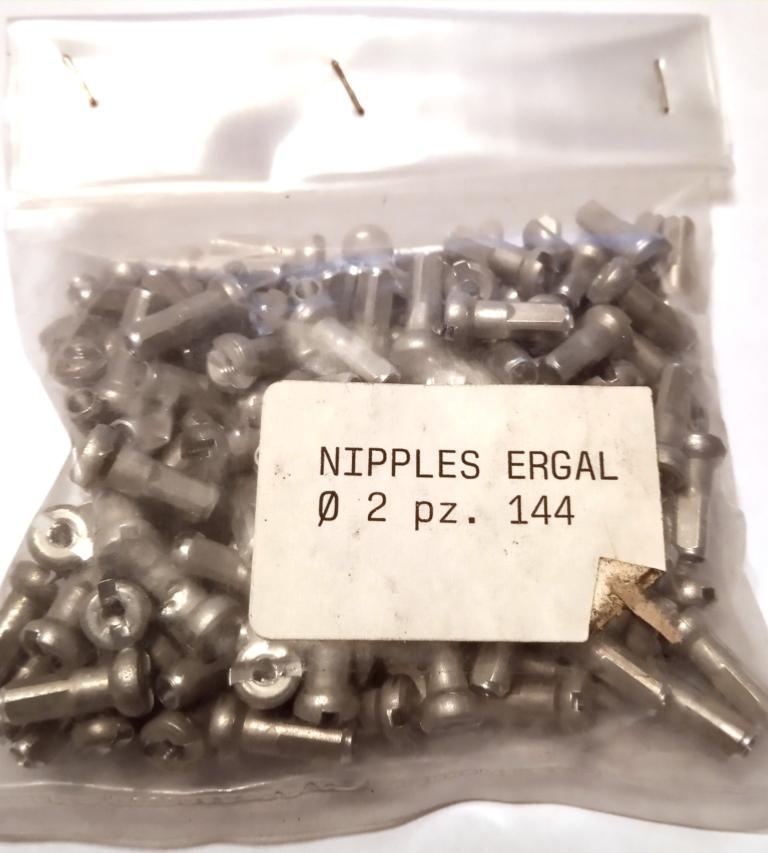 NIPPLES ERGAL
Ø 2 pz. 144